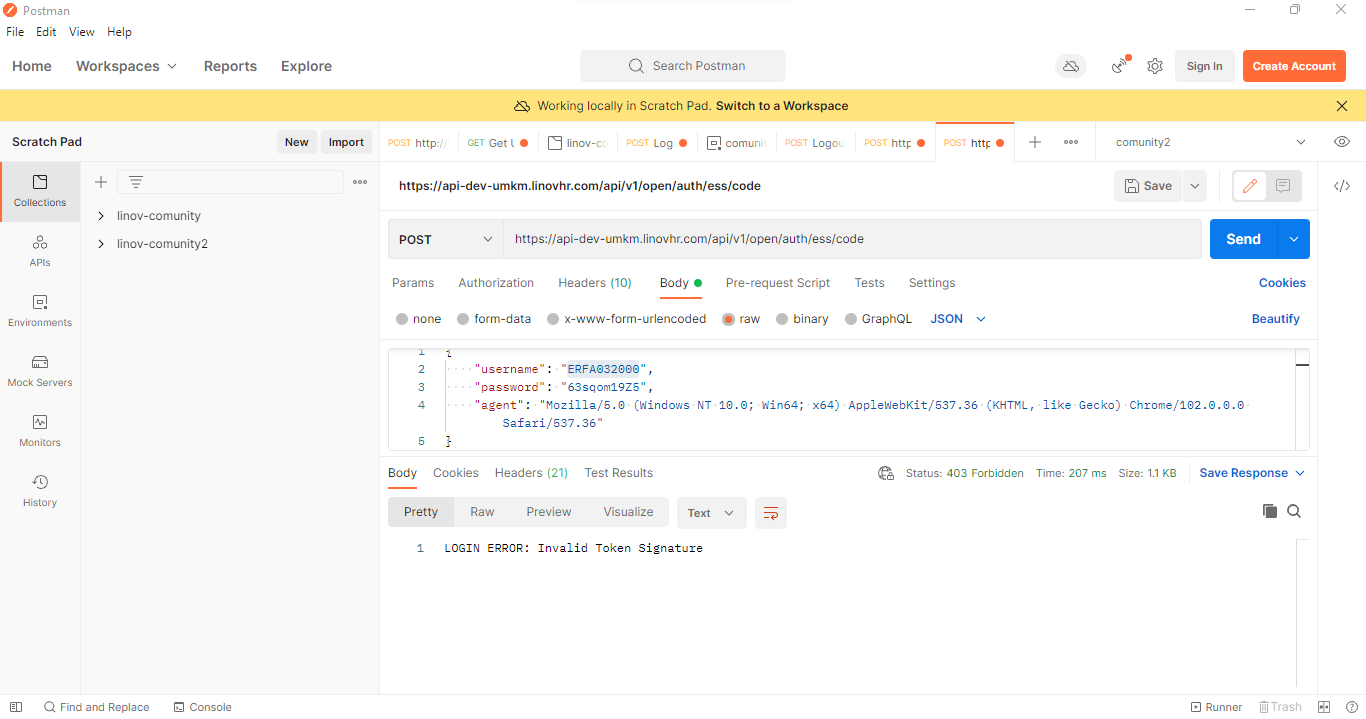 Postman
File Edit View Help
Home Workspaces Reports Explore
Search Postman
Sign In
Create Account
Working locally in Scratch Pad. Switch to a Workspace
Scratch Pad
New Import
POST http:/
GET Get U
linov-co
POST Log
comuni
POST Logou
POST http
POST http
comunity2
Collections
APIs
Environments
Mock Servers
Monitors
History
linov-comunity
linov-comunity2
https://api-dev-umkm.linovhr.com/api/v1/open/auth/ess/code
Save
POST
https://api-dev-umkm.linovhr.com/api/v1/open/auth/ess/code
Send
Params Authorization Headers (10) Body Pre-request Script Tests Settings
Cookies
none form-data x-www-form-urlencoded raw binary GraphQL JSON
Beautify
1 {
2 "username": "ERFA032000",
3 "password": "63sqom19Z5",
4 "agent": "Mozilla/5.0 (Windows NT 10.0; Win64; x64) AppleWebKit/537.36 (KHTML, like Gecko) Chrome/102.0.0.0
Safari/537.36"
5 }
Body Cookies Headers (21) Test Results
Status: 403 Forbidden Time: 207 ms Size: 1.1 KB
Save Response
Pretty Raw Preview Visualize Text
1 LOGIN ERROR: Invalid Token Signature
Find and Replace Console
Runner Trash